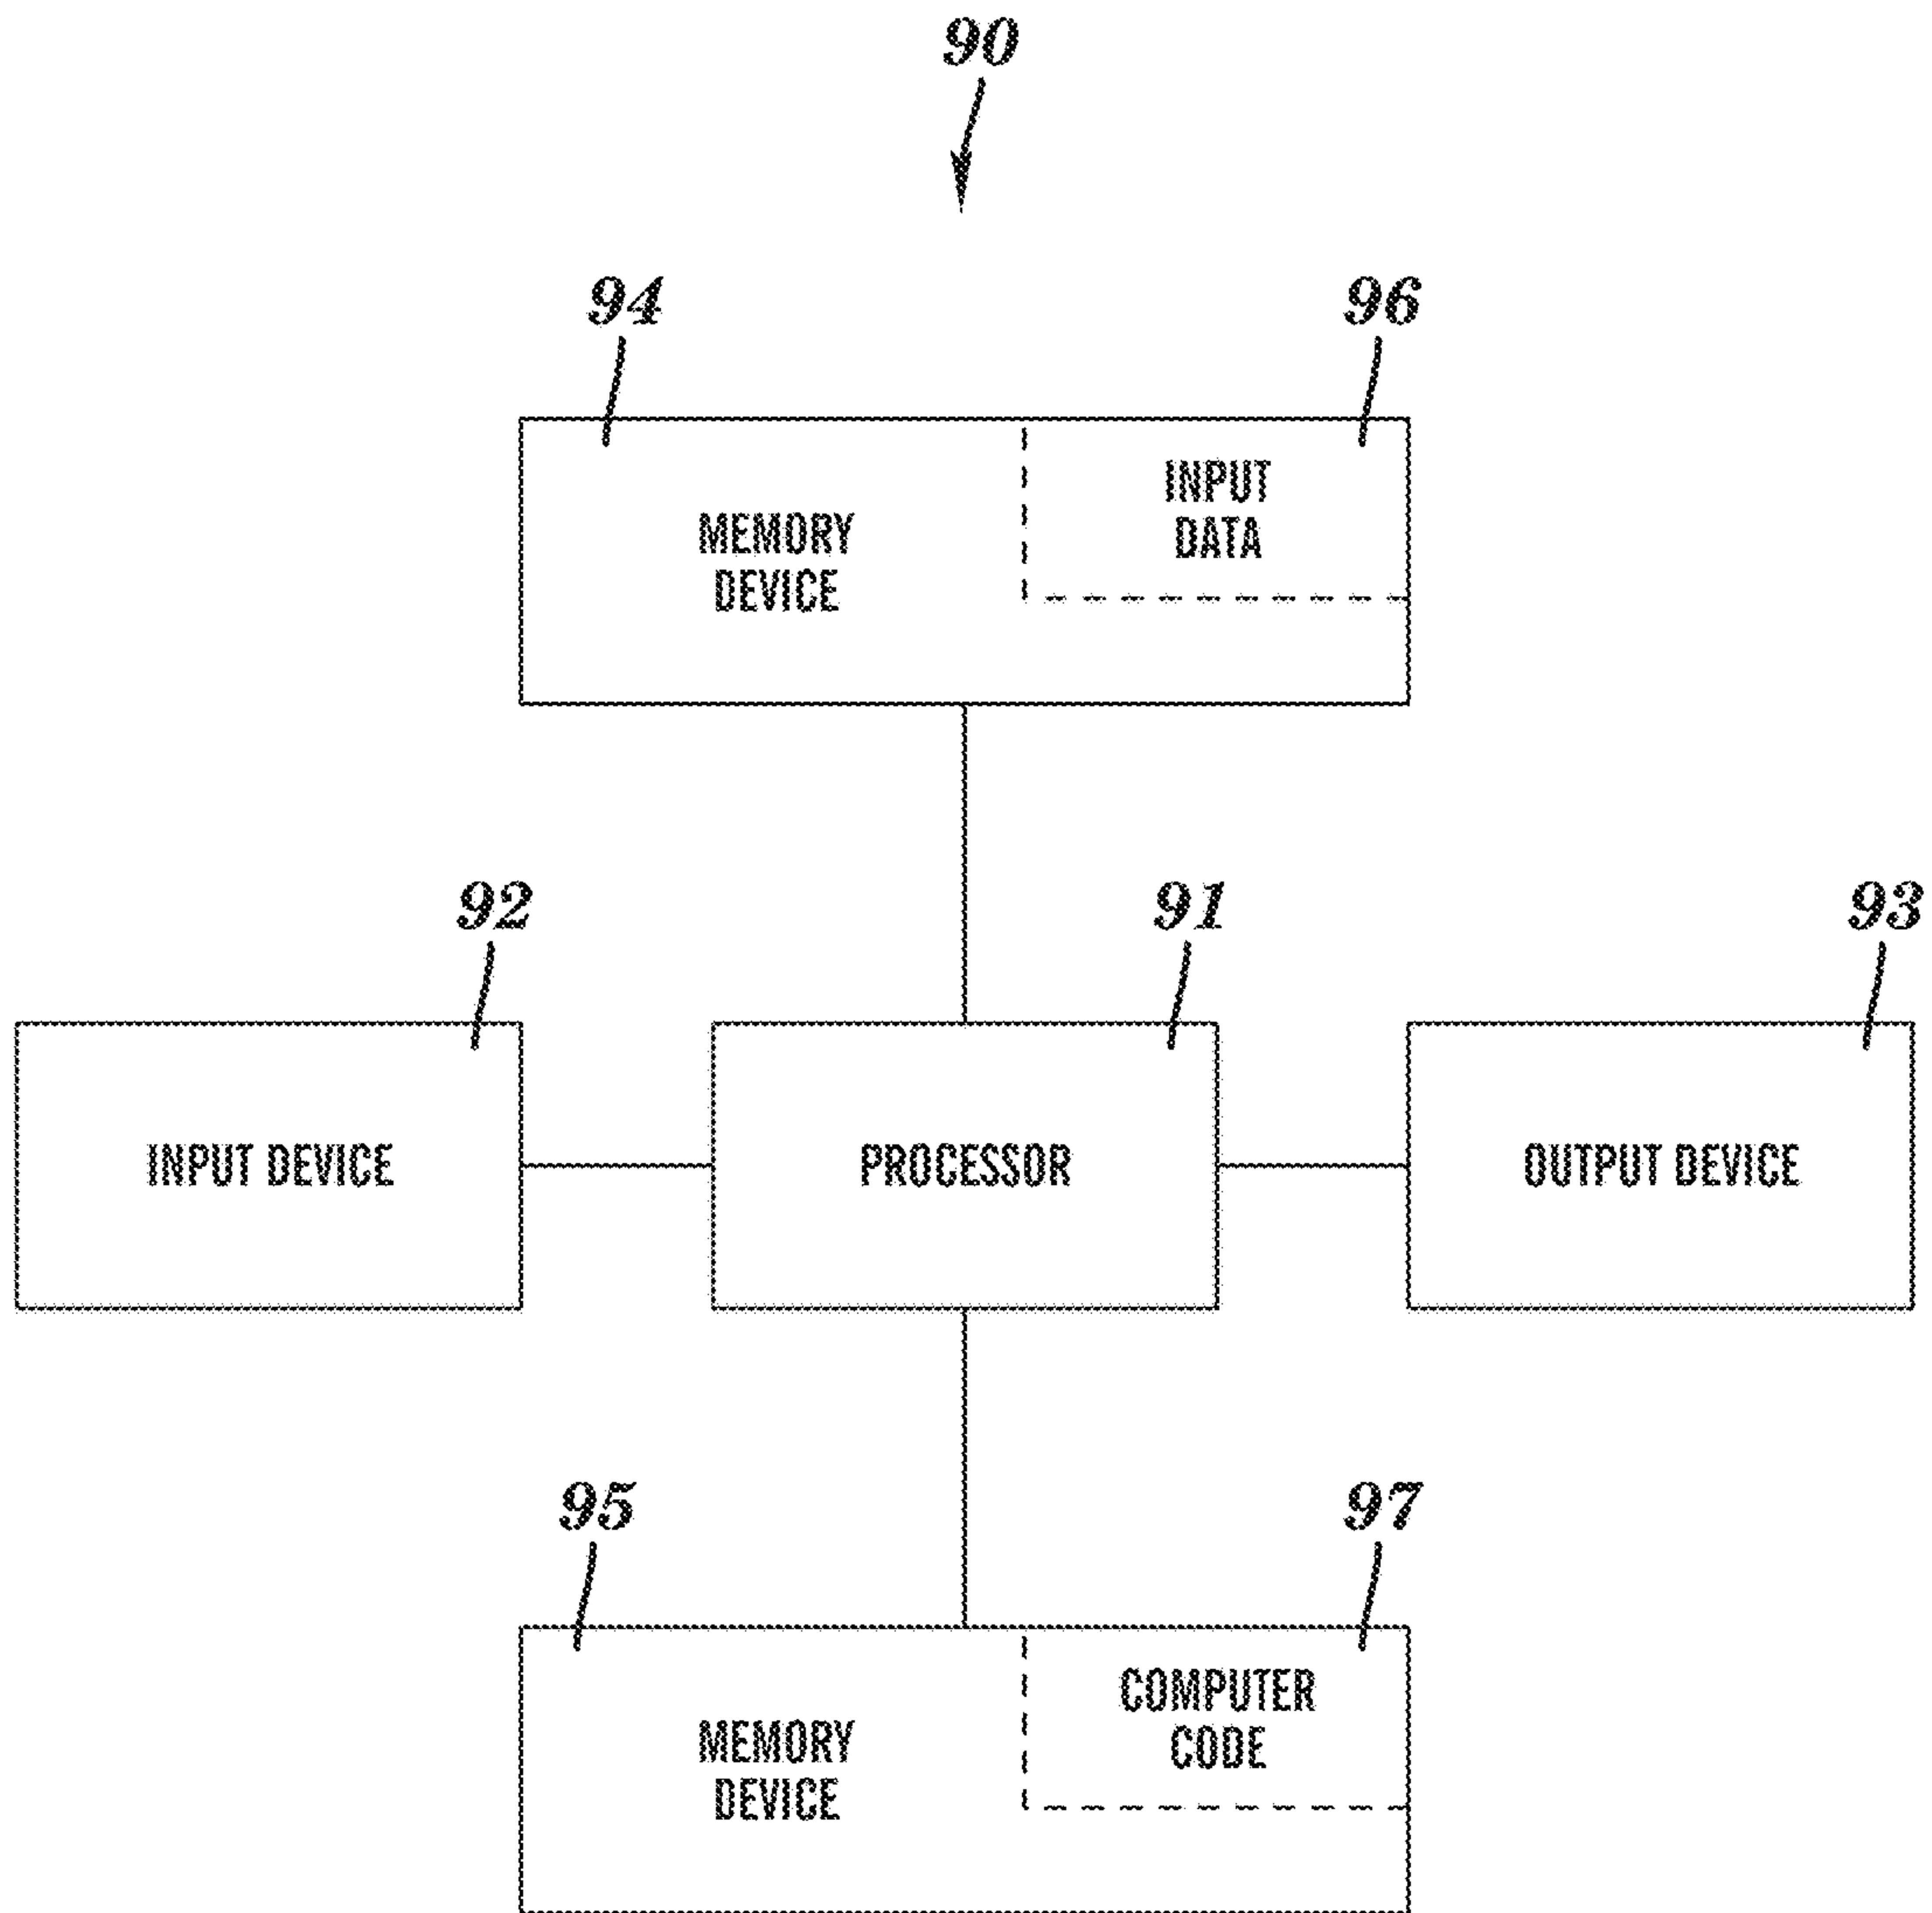 90
94
96
INPUT
DATA
MEMORY
DEVICE
92
91
93
INPUT DEVICE
PROCESSOR
OUTPUT DEVICE
95
97
COMPUTER
CODE
MEMORY
DEVICE